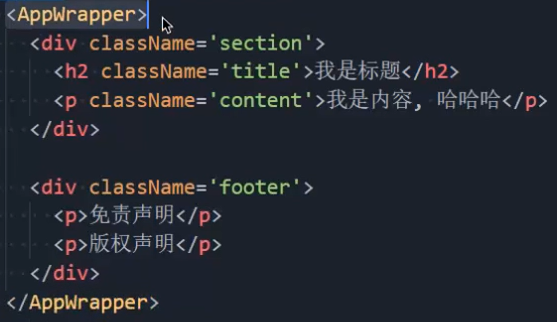 <AppWrapper>
<div className='section'>
<h2 className='title'>我是标题</h2>
<p className='content'>我是内容, 哈哈哈</p>
</div>
<div className='footer'>
<p>免责声明</p>
<p>版权声明</p>
</div>
</AppWrapper>